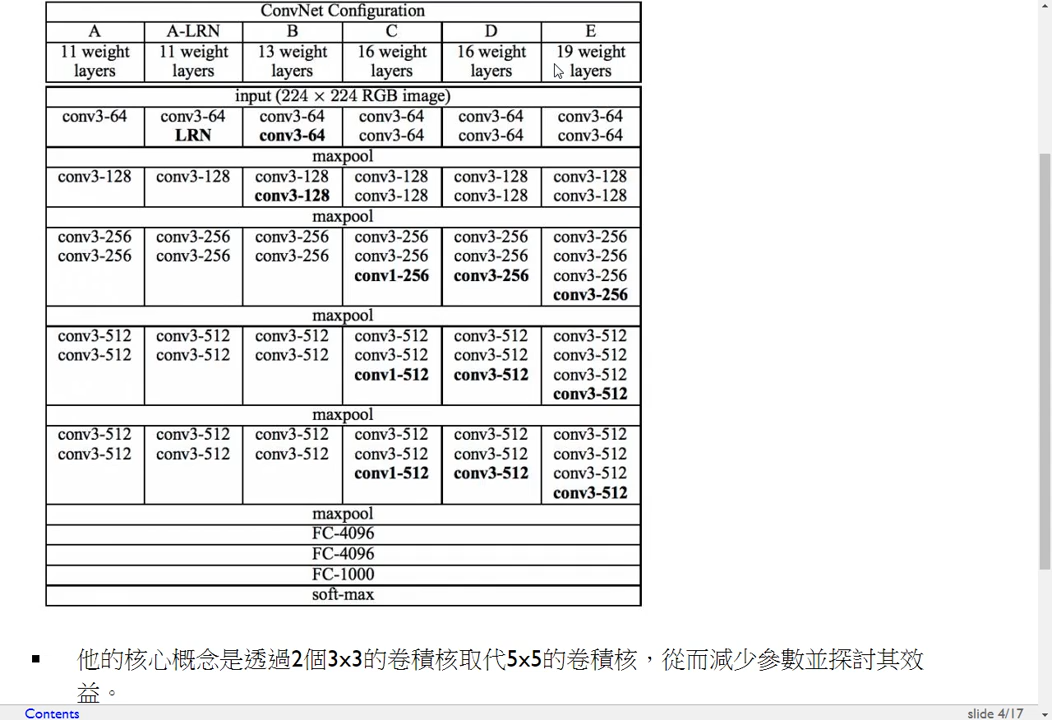 ConvNet Configuration
A A-LRN B C D E
11 weight layers 11 weight layers 13 weight layers 16 weight layers 16 weight layers 19 weight layers
input (224 × 224 RGB image)
conv3-64 conv3-64 conv3-64 conv3-64 conv3-64 conv3-64
LRN conv3-64 conv3-64 conv3-64 conv3-64
maxpool
conv3-128 conv3-128 conv3-128 conv3-128 conv3-128 conv3-128
conv3-128 conv3-128 conv3-128 conv3-128
maxpool
conv3-256 conv3-256 conv3-256 conv3-256 conv3-256 conv3-256
conv3-256 conv3-256 conv3-256 conv3-256 conv3-256 conv3-256
conv1-256 conv3-256 conv3-256
conv3-256
maxpool
conv3-512 conv3-512 conv3-512 conv3-512 conv3-512 conv3-512
conv3-512 conv3-512 conv3-512 conv3-512 conv3-512 conv3-512
conv1-512 conv3-512 conv3-512
conv3-512
maxpool
conv3-512 conv3-512 conv3-512 conv3-512 conv3-512 conv3-512
conv3-512 conv3-512 conv3-512 conv3-512 conv3-512 conv3-512
conv1-512 conv3-512 conv3-512
conv3-512
maxpool
FC-4096
FC-4096
FC-1000
soft-max
▪ 他的核心概念是透過2個3x3的卷積核取代5x5的卷積核，從而減少參數並探討其效
益。
Contents slide 4/17